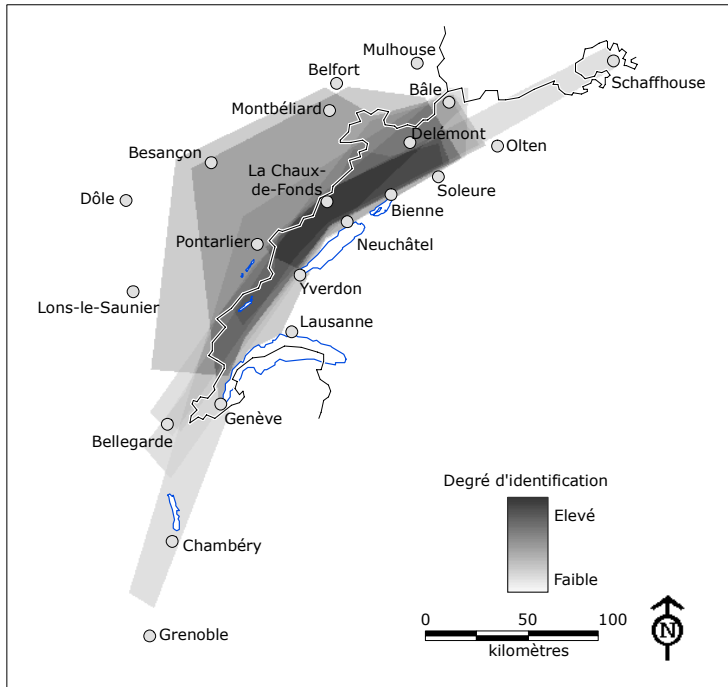 Mulhouse
Belfort
Schaffhouse
Bâle
Montbéliard
Delémont
Olten
Besançon
La Chaux-
de-Fonds
Soleure
Dôle
Bienne
Pontarlier
Neuchâtel
Yverdon
Lons-le-Saunier
Lausanne
Genève
Bellegarde
Degré d'identification
Elevé
Chambéry
Faible
0 50 100
kilomètres
N
Grenoble